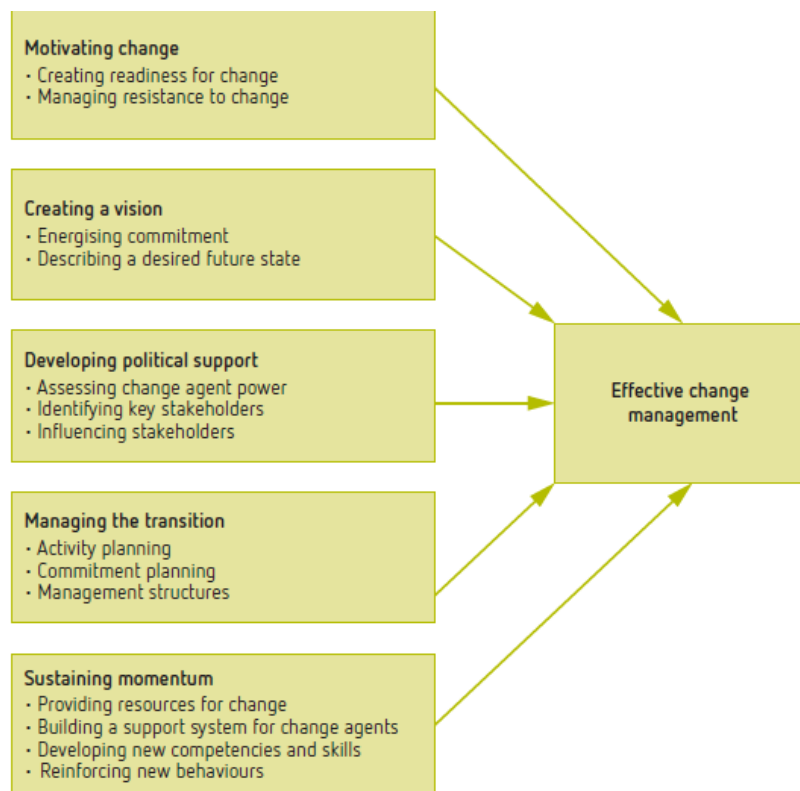 Motivating change
· Creating readiness for change
· Managing resistance to change
Creating a vision
· Energising commitment
· Describing a desired future state
Developing political support
· Assessing change agent power
· Identifying key stakeholders
· Influencing stakeholders
Effective change
management
Managing the transition
· Activity planning
· Commitment planning
· Management structures
Sustaining momentum
· Providing resources for change
· Building a support system for change agents
· Developing new competencies and skills
· Reinforcing new behaviours